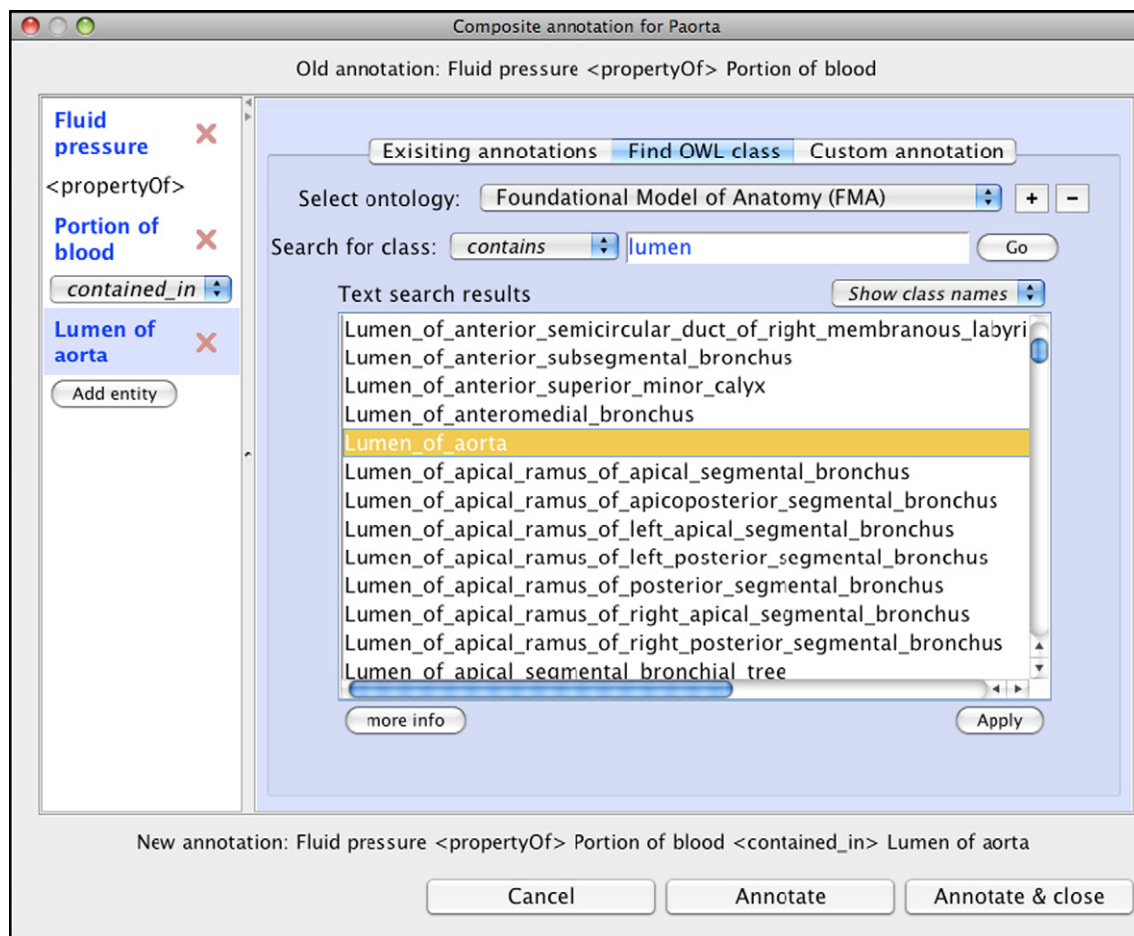 Composite annotation for Paorta
Old annotation: Fluid pressure <propertyOf> Portion of blood
Fluid
pressure
<propertyOf>
Portion of
blood
contained_in
Lumen of
aorta
Add entity
Exisiting annotations Find OWL class Custom annotation
Select ontology: Foundational Model of Anatomy (FMA) + −
Search for class: contains lumen Go
Text search results Show class names
Lumen_of_anterior_semicircular_duct_of_right_membranous_labyri
Lumen_of_anterior_subsegmental_bronchus
Lumen_of_anterior_superior_minor_calyx
Lumen_of_anteromedial_bronchus
Lumen_of_aorta
Lumen_of_apical_ramus_of_apical_segmental_bronchus
Lumen_of_apical_ramus_of_apicoposterior_segmental_bronchus
Lumen_of_apical_ramus_of_left_apical_segmental_bronchus
Lumen_of_apical_ramus_of_left_posterior_segmental_bronchus
Lumen_of_apical_ramus_of_posterior_segmental_bronchus
Lumen_of_apical_ramus_of_right_apical_segmental_bronchus
Lumen_of_apical_ramus_of_right_posterior_segmental_bronchus
Lumen_of_apical_segmental_bronchial_tree
more info Apply
New annotation: Fluid pressure <propertyOf> Portion of blood <contained_in> Lumen of aorta
Cancel Annotate Annotate & close